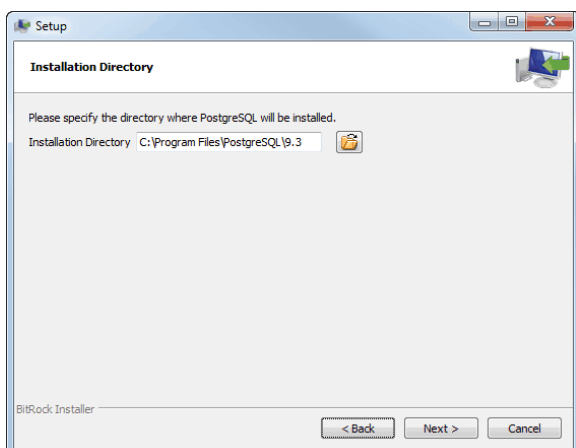 Setup
Installation Directory
Please specify the directory where PostgreSQL will be installed.
Installation Directory C:\Program Files\PostgreSQL\9.3
BitRock Installer
< Back Next > Cancel